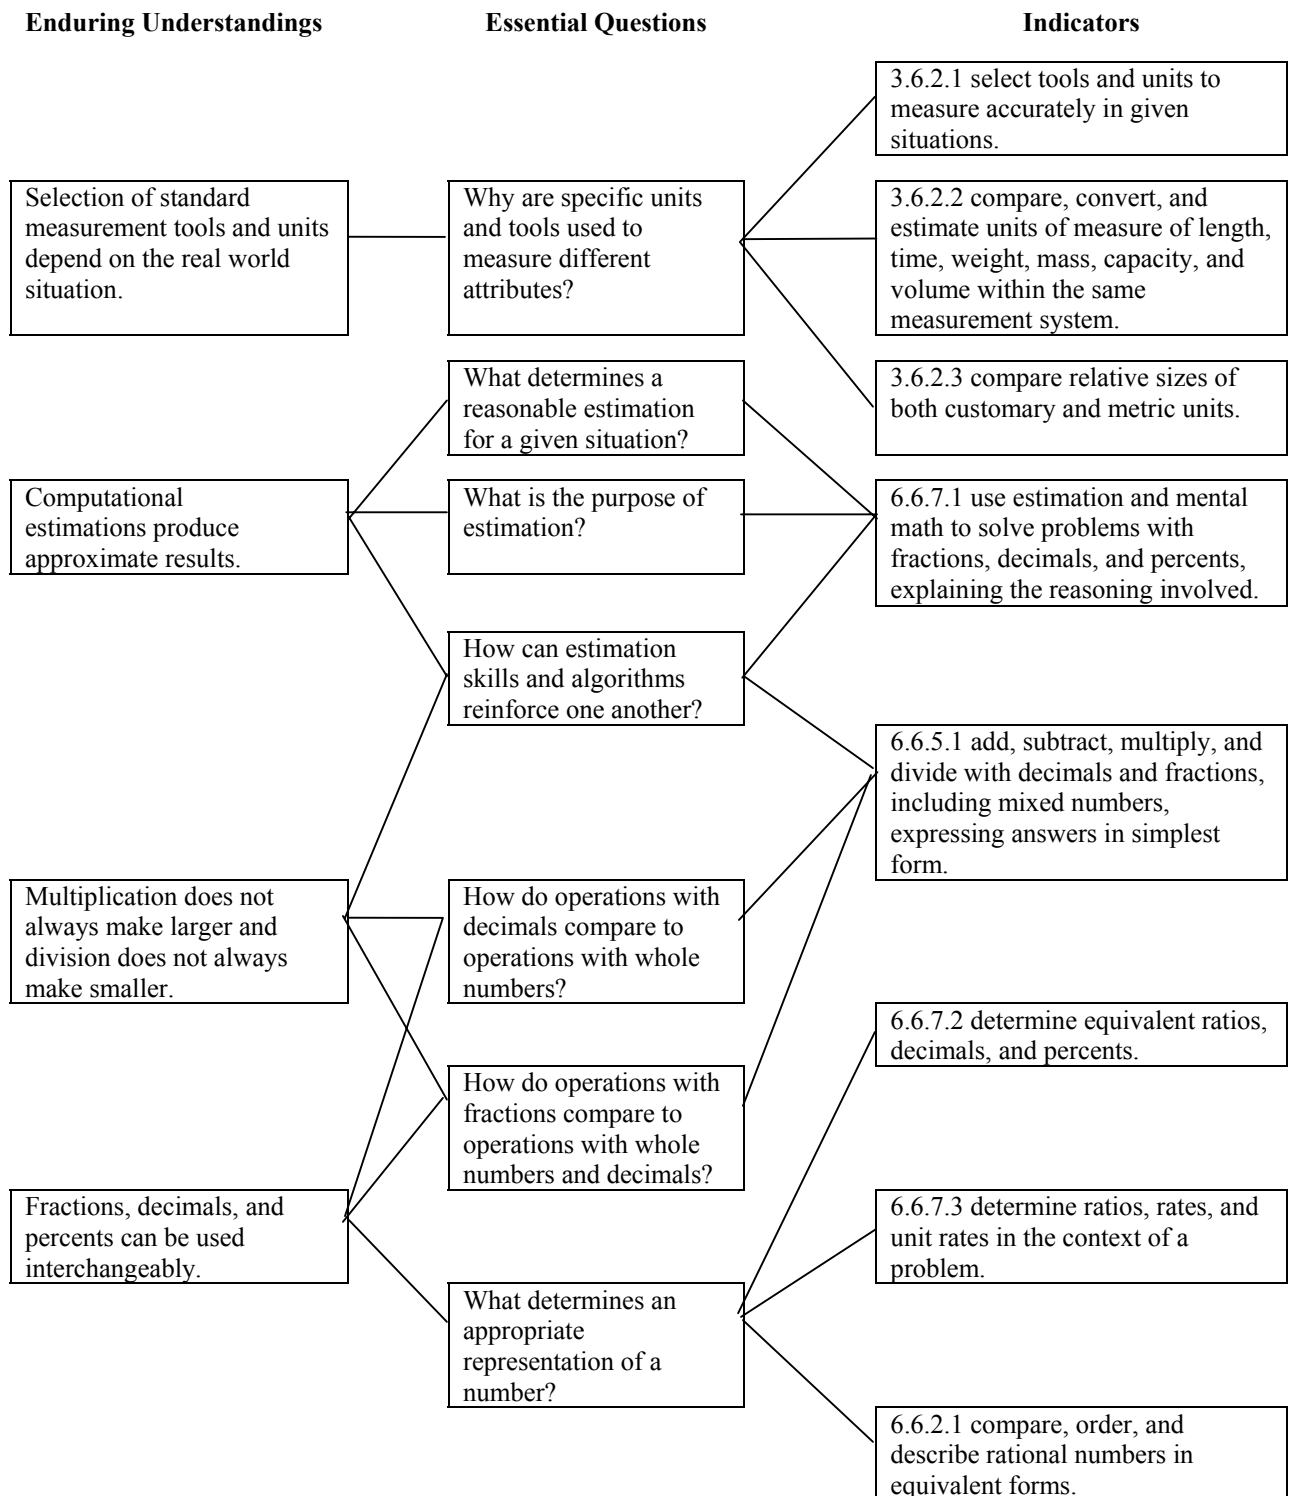 Enduring Understandings
Essential Questions
Indicators
3.6.2.1 select tools and units to
measure accurately in given
situations.
Selection of standard
measurement tools and units
depend on the real world
situation.
Why are specific units
and tools used to
measure different
attributes?
3.6.2.2 compare, convert, and
estimate units of measure of length,
time, weight, mass, capacity, and
volume within the same
measurement system.
What determines a
reasonable estimation
for a given situation?
3.6.2.3 compare relative sizes of
both customary and metric units.
Computational
estimations produce
approximate results.
What is the purpose of
estimation?
6.6.7.1 use estimation and mental
math to solve problems with
fractions, decimals, and percents,
explaining the reasoning involved.
How can estimation
skills and algorithms
reinforce one another?
6.6.5.1 add, subtract, multiply, and
divide with decimals and fractions,
including mixed numbers,
expressing answers in simplest
form.
Multiplication does not
always make larger and
division does not always
make smaller.
How do operations with
decimals compare to
operations with whole
numbers?
6.6.7.2 determine equivalent ratios,
decimals, and percents.
How do operations with
fractions compare to
operations with whole
numbers and decimals?
Fractions, decimals, and
percents can be used
interchangeably.
6.6.7.3 determine ratios, rates, and
unit rates in the context of a
problem.
What determines an
appropriate
representation of a
number?
6.6.2.1 compare, order, and
describe rational numbers in
equivalent forms.